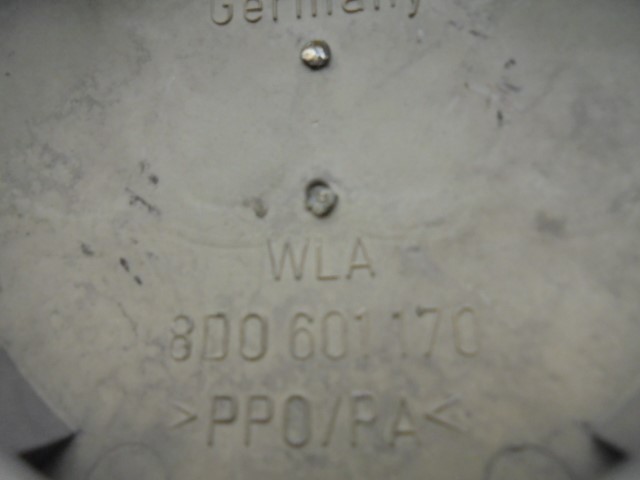 Germany
WLA
8D0 601 170
>PPO/PA<